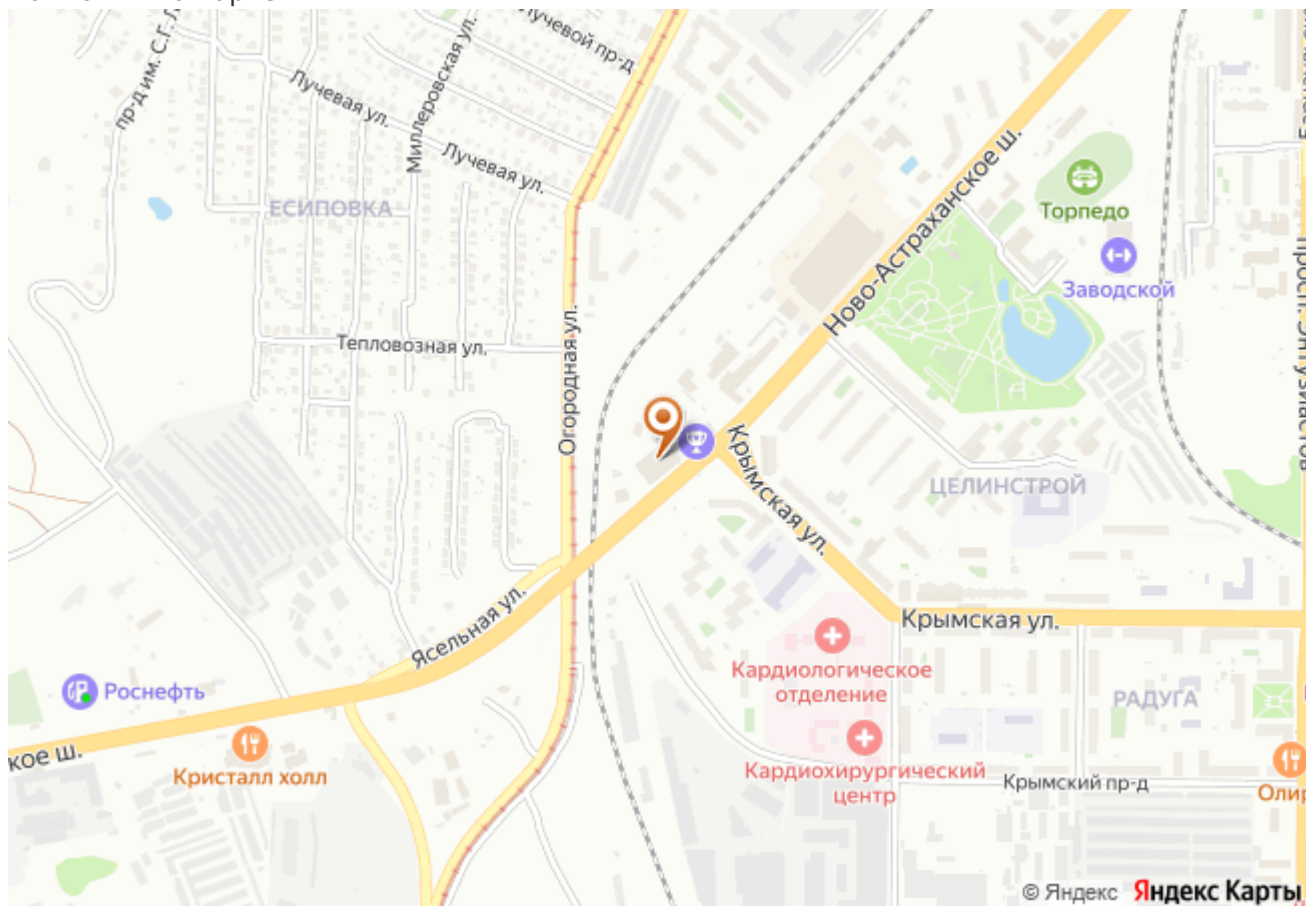 Лучевой пр-д
пр-д им. С.Г. Л
Миллеровская ул.
Лучевая ул.
Лучевая ул.
ЕСИПОВКА
Ново-Астраханское ш.
Торпедо
Заводской
Тепловозная ул.
Огородная ул.
Крымская ул.
ЦЕЛИНСТРОЙ
Ясельная ул.
Крымская ул.
Кардиологическое
отделение
РАДУГА
Роснефть
кое ш.
Кристалл холл
Кардиохирургический
центр
Крымский пр-д
Олир
© Яндекс Яндекс Карты